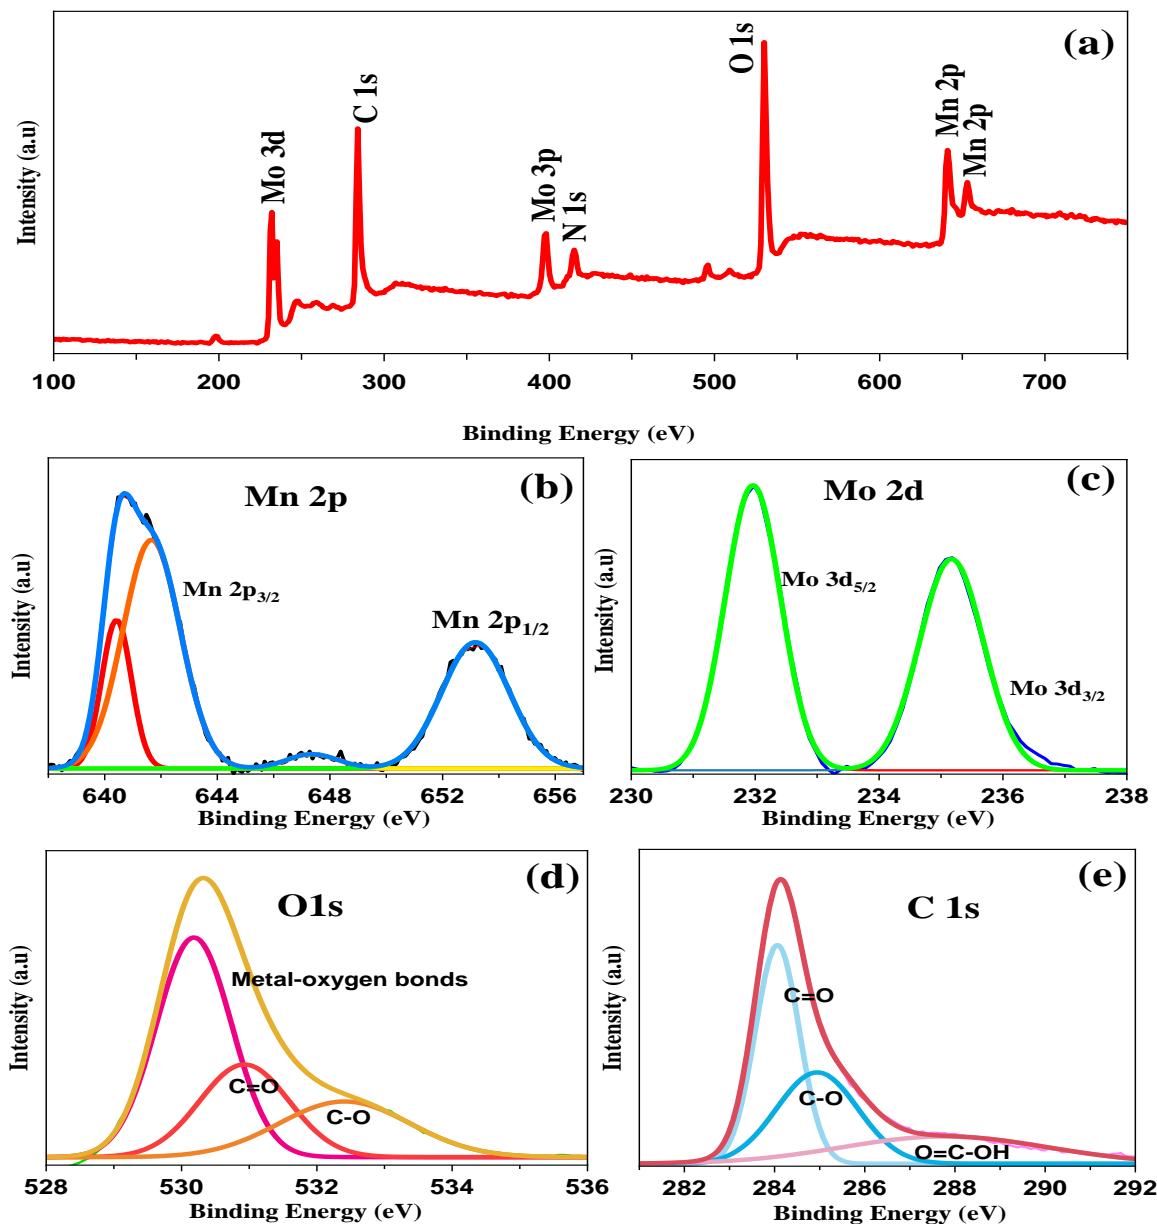 (a)
Intensity (a.u)
Mo 3d
C 1s
Mo 3p
N 1s
O 1s
Mn 2p
Mn 2p
100 200 300 400 500 600 700
Binding Energy (eV)
(b)
Mn 2p
Intensity (a.u)
Mn 2p3/2
Mn 2p1/2
640 644 648 652 656
Binding Energy (eV)
(c)
Mo 2d
Intensity (a.u)
Mo 3d5/2
Mo 3d3/2
230 232 234 236 238
Binding Energy (eV)
(d)
O1s
Intensity (a.u)
Metal-oxygen bonds
C=O
C-O
528 530 532 534 536
Binding Energy (eV)
(e)
C 1s
Intensity (a.u)
C=O
C-O
O=C-OH
282 284 286 288 290 292
Binding Energy (eV)